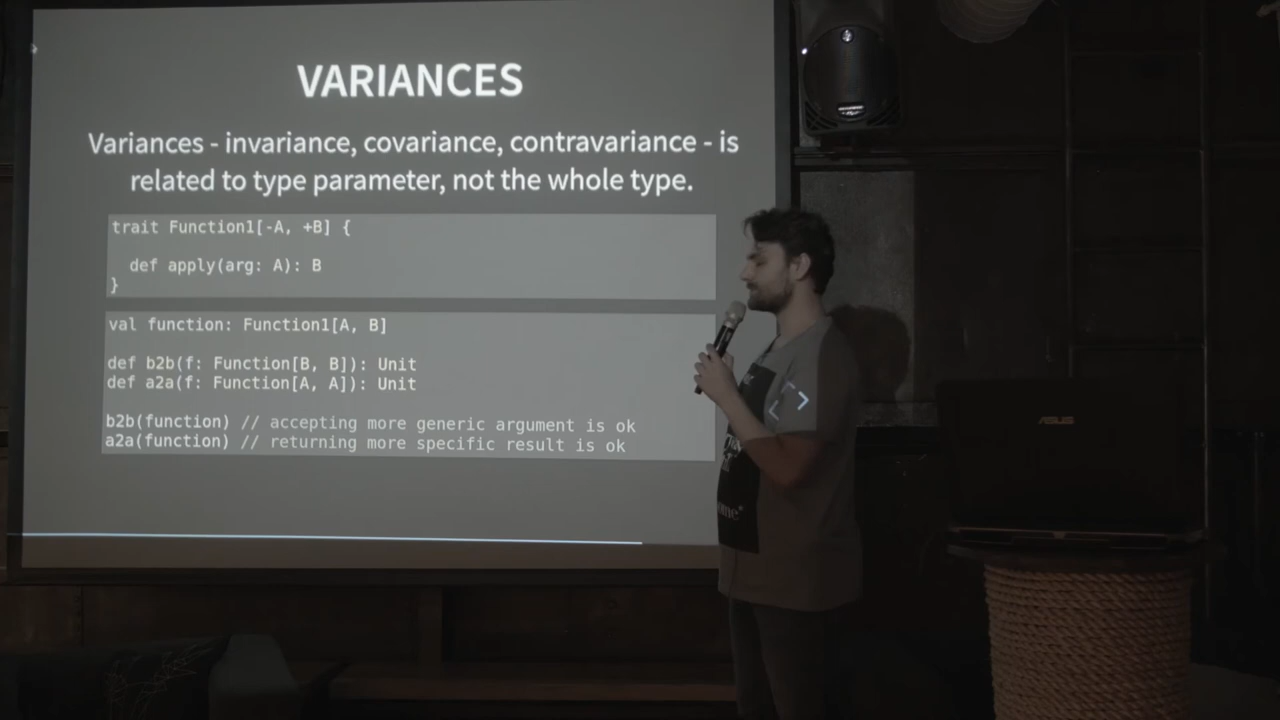 VARIANCES
Variances - invariance, covariance, contravariance - is
related to type parameter, not the whole type.
trait Function1[-A, +B] {
def apply(arg: A): B
}
val function: Function1[A, B]
def b2b(f: Function[B, B]): Unit
def a2a(f: Function[A, A]): Unit
b2b(function) // accepting more generic argument is ok
a2a(function) // returning more specific result is ok
ASUS